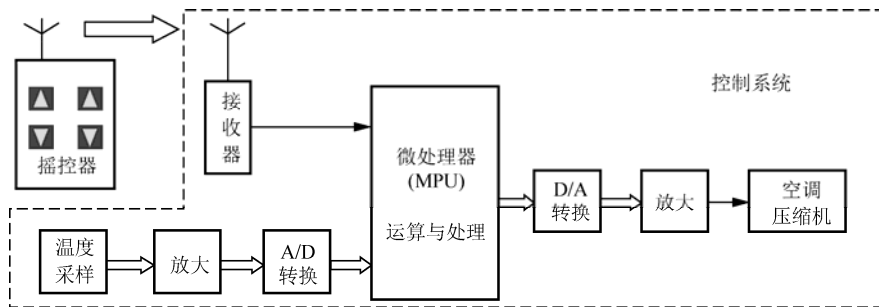 摇控器
接
收
器
微处理器
(MPU)
运算与处理
控制系统
D/A
转换
放大
空调
压缩机
温度
采样
放大
A/D
转换